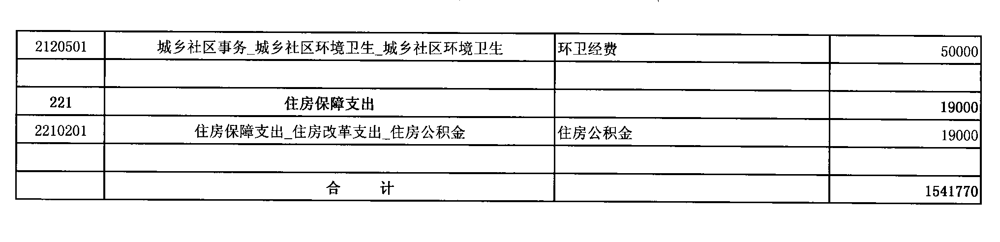 2120501 城乡社区事务_城乡社区环境卫生_城乡社区环境卫生 环卫经费 50000
221 住房保障支出 19000
2210201 住房保障支出_住房改革支出_住房公积金 住房公积金 19000
合 计 1541770